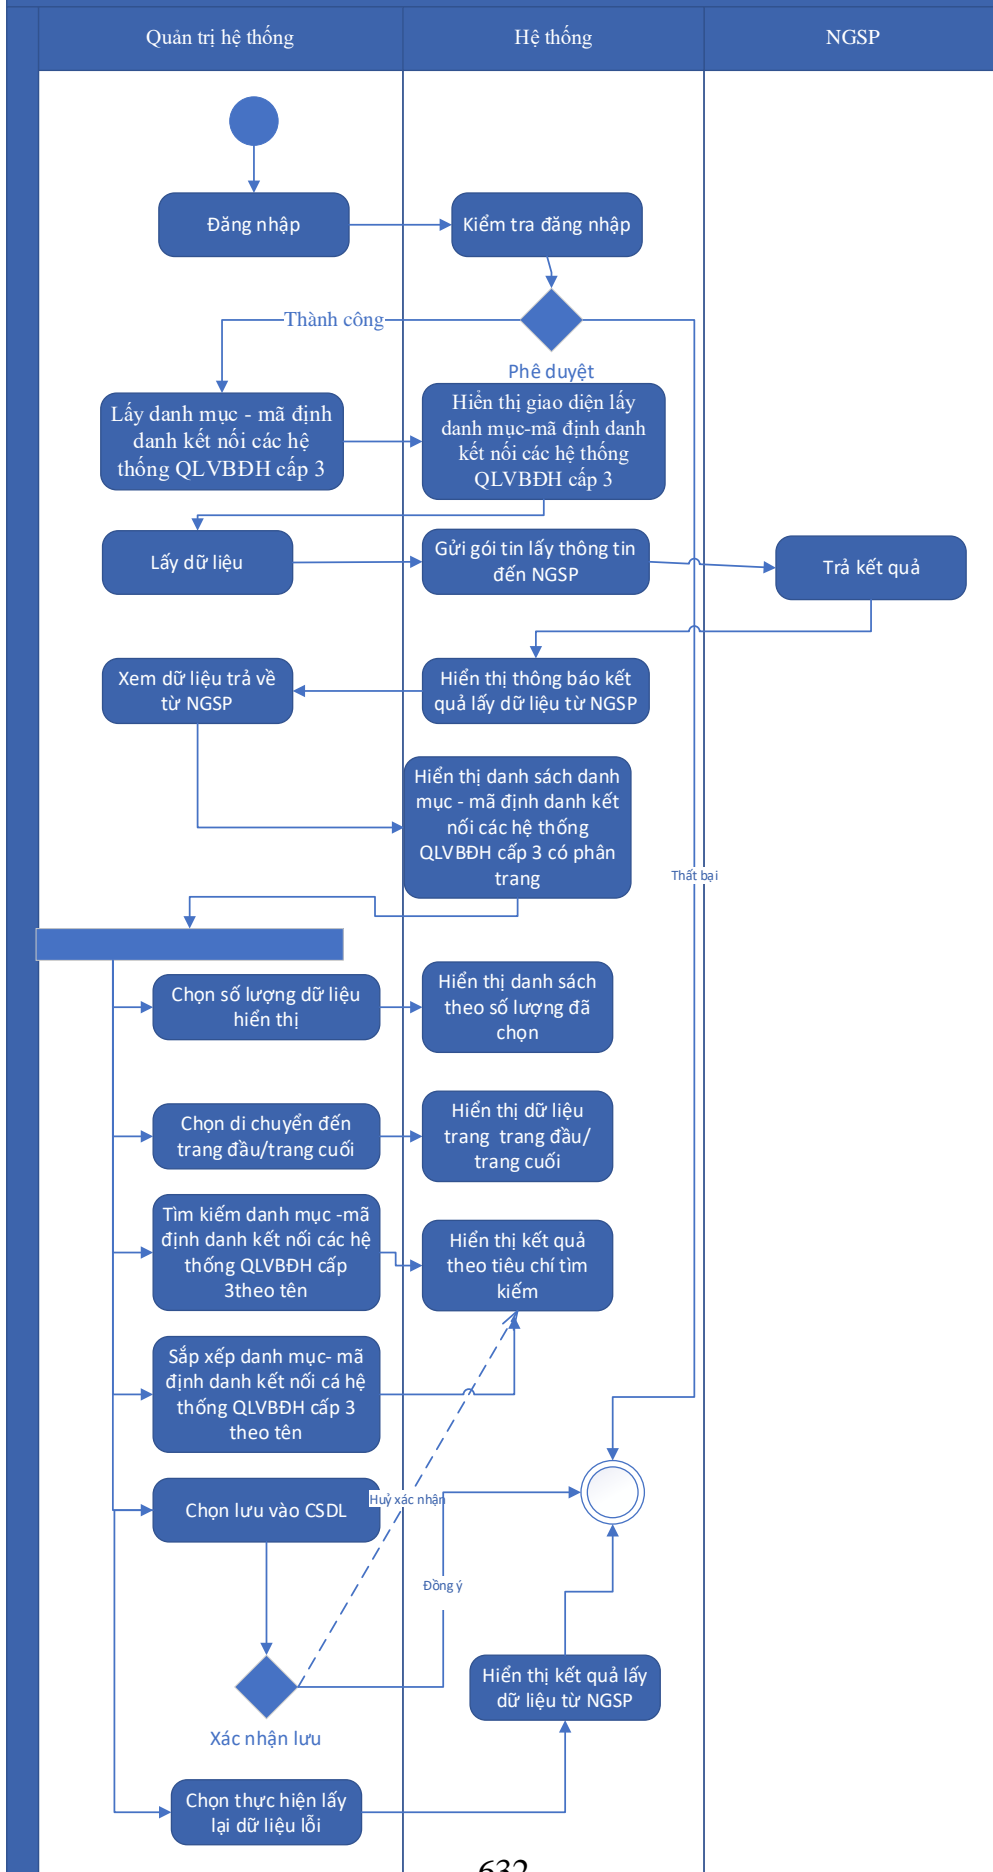 Quản trị hệ thống
Hệ thống
NGSP
Đăng nhập
Kiểm tra đăng nhập
Thành công
Phê duyệt
Lấy danh mục - mã định
danh kết nối các hệ
thống QLVBĐH cấp 3
Hiển thị giao diện lấy
danh mục-mã định danh
kết nối các hệ thống
QLVBĐH cấp 3
Lấy dữ liệu
Gửi gói tin lấy thông tin
đến NGSP
Trả kết quả
Xem dữ liệu trả về
từ NGSP
Hiển thị thông báo kết
quả lấy dữ liệu từ NGSP
Hiển thị danh sách danh
mục - mã định danh kết
nối các hệ thống
QLVBĐH cấp 3 có phân
trang
Thất bại
Chọn số lượng dữ liệu
hiển thị
Hiển thị danh sách
theo số lượng đã
chọn
Chọn di chuyển đến
trang đầu/trang cuối
Hiển thị dữ liệu
trang  trang đầu/
trang cuối
Tìm kiếm danh mục -mã
định danh kết nối các hệ
thống QLVBĐH cấp
3theo tên
Hiển thị kết quả
theo tiêu chí tìm
kiếm
Sắp xếp danh mục- mã
định danh kết nối cá hệ
thống QLVBĐH cấp 3
theo tên
Chọn lưu vào CSDL
Huỷ xác nhận
Đồng ý
Hiển thị kết quả lấy
dữ liệu từ NGSP
Xác nhận lưu
Chọn thực hiện lấy
lại dữ liệu lỗi
632